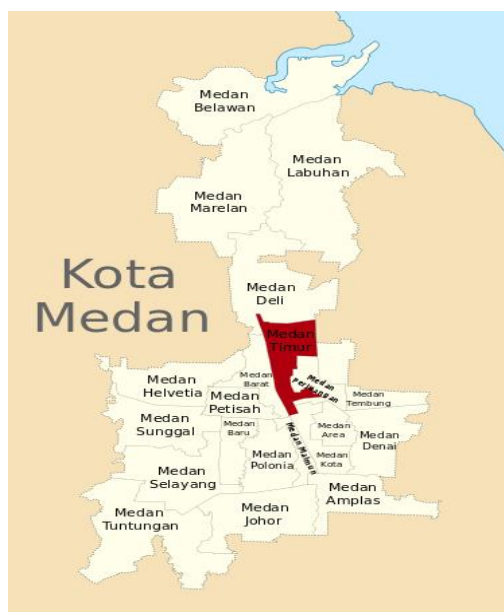 Medan
Belawan
Medan
Labuhan
Medan
Marelan
Kota
Medan
Medan
Deli
Medan
Timur
Medan
Perjuangan
Medan
Barat
Medan
Helvetia
Medan
Petisah
Medan
Tembung
Medan
Sunggal
Medan
Baru
Medan Maimun
Medan
Area
Medan
Denai
Medan
Polonia
Medan
Kota
Medan
Selayang
Medan
Amplas
Medan
Tuntungan
Medan
Johor